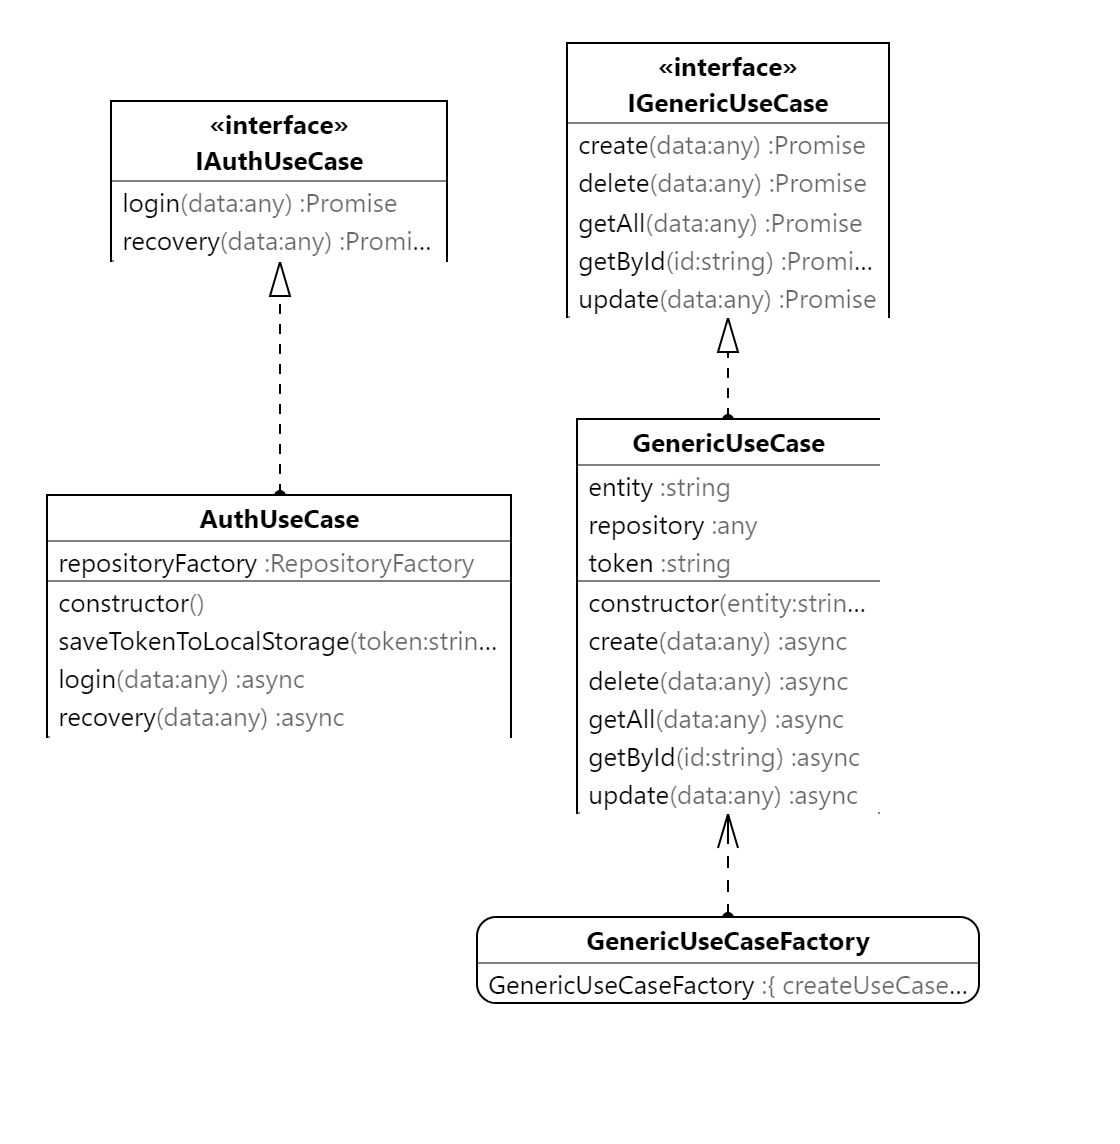 «interface»
IAuthUseCase
login(data:any) :Promise
recovery(data:any) :Promi...
«interface»
IGenericUseCase
create(data:any) :Promise
delete(data:any) :Promise
getAll(data:any) :Promise
getById(id:string) :Promi...
update(data:any) :Promise
AuthUseCase
repositoryFactory :RepositoryFactory
constructor()
saveTokenToLocalStorage(token:strin...
login(data:any) :async
recovery(data:any) :async
GenericUseCase
entity :string
repository :any
token :string
constructor(entity:strin...
create(data:any) :async
delete(data:any) :async
getAll(data:any) :async
getById(id:string) :async
update(data:any) :async
GenericUseCaseFactory
GenericUseCaseFactory :{ createUseCase...